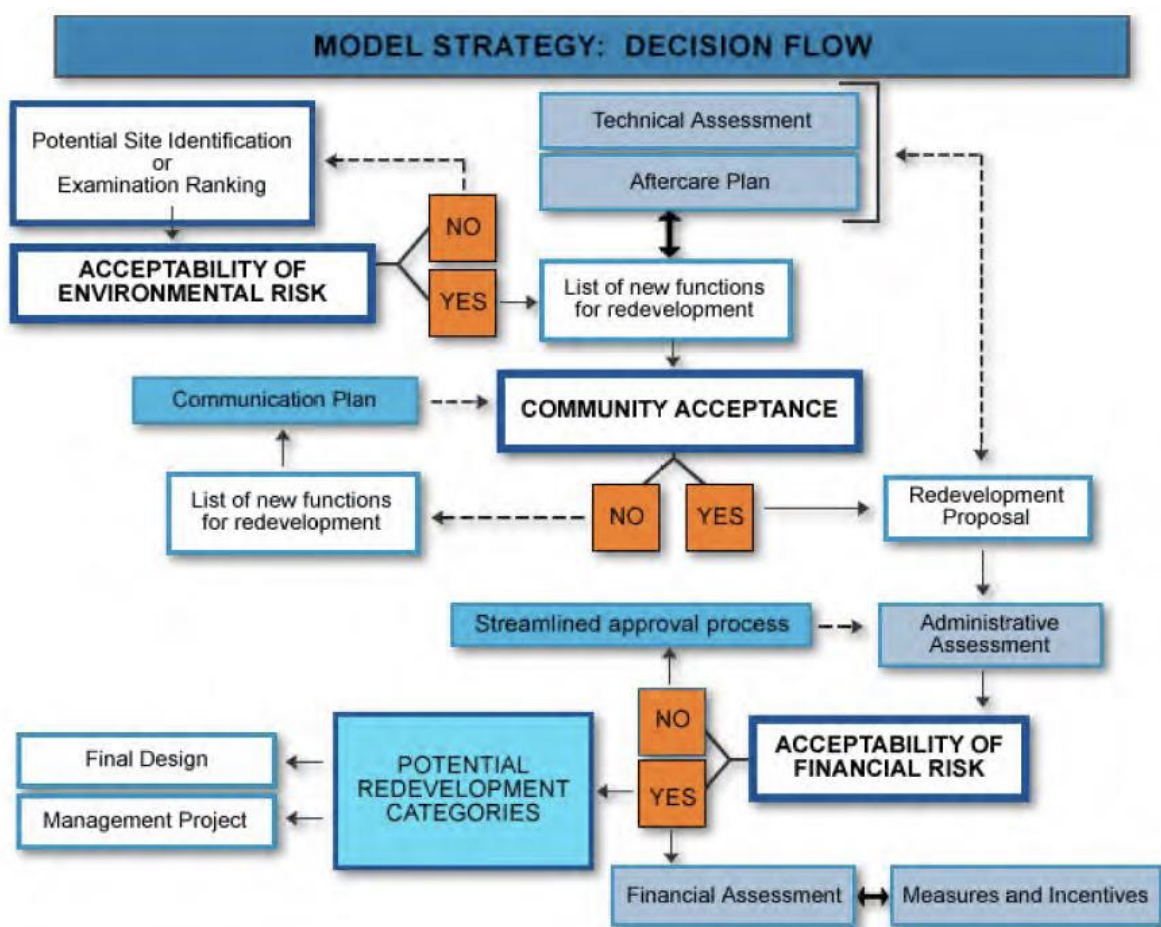 MODEL STRATEGY: DECISION FLOW
Potential Site Identification
or
Examination Ranking
Technical Assessment
Aftercare Plan
NO
ACCEPTABILITY OF
ENVIRONMENTAL RISK
YES
List of new functions
for redevelopment
Communication Plan
COMMUNITY ACCEPTANCE
List of new functions
for redevelopment
NO
YES
Redevelopment
Proposal
Streamlined approval process
Administrative
Assessment
NO
ACCEPTABILITY OF
FINANCIAL RISK
YES
POTENTIAL
REDEVELOPMENT
CATEGORIES
Final Design
Management Project
Financial Assessment
Measures and Incentives